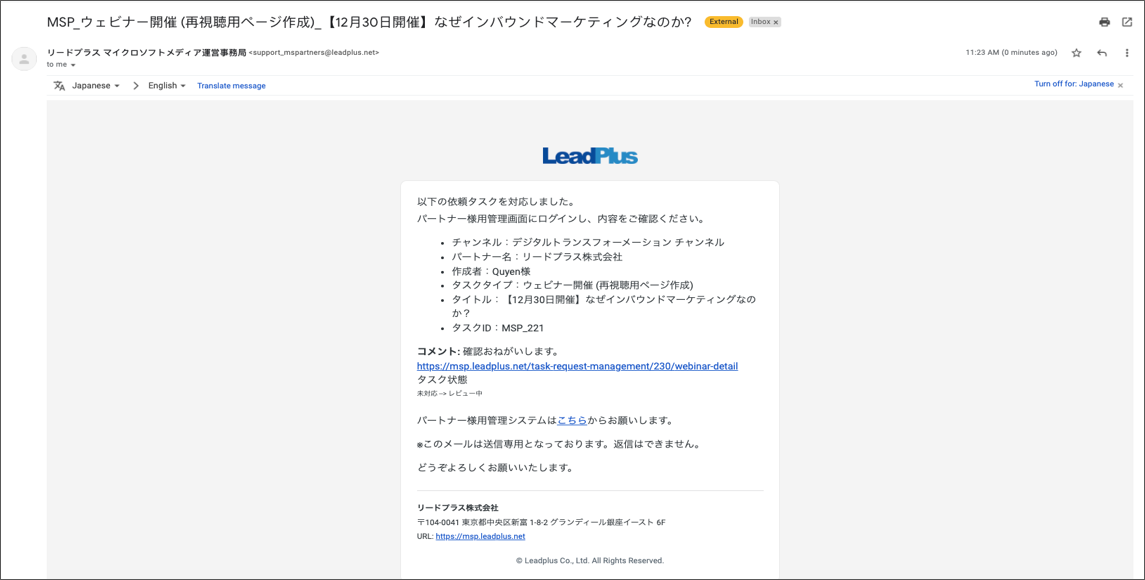 MSP_ウェビナー開催 (再視聴用ページ作成)_【12月30日開催】なぜインバウンドマーケティングなのか? External Inbox ×
リードプラス マイクロソフトメディア運営事務局 <support_mspartners@leadplus.net>
11:23 AM (0 minutes ago)
to me
Japanese > English Translate message
Turn off for: Japanese ×
LeadPlus
以下の依頼タスクを対応しました。
パートナー様用管理画面にログインし、内容をご確認ください。
• チャンネル：デジタルトランスフォーメーション チャンネル
• パートナー名：リードプラス株式会社
• 作成者：Quyen様
• タスクタイプ：ウェビナー開催 (再視聴用ページ作成)
• タイトル：【12月30日開催】なぜインバウンドマーケティングなの
か？
• タスクID：MSP_221
コメント: 確認おねがいします。
https://msp.leadplus.net/task-request-management/230/webinar-detail
タスク状態
未対応 -> レビュー中
パートナー様用管理システムはこちらからお願いします。
※このメールは送信専用となっております。返信はできません。
どうぞよろしくお願いいたします。
リードプラス株式会社
〒104-0041 東京都中央区新富 1-8-2 グランディール銀座イースト 6F
URL: https://msp.leadplus.net
© Leadplus Co., Ltd. All Rights Reserved.